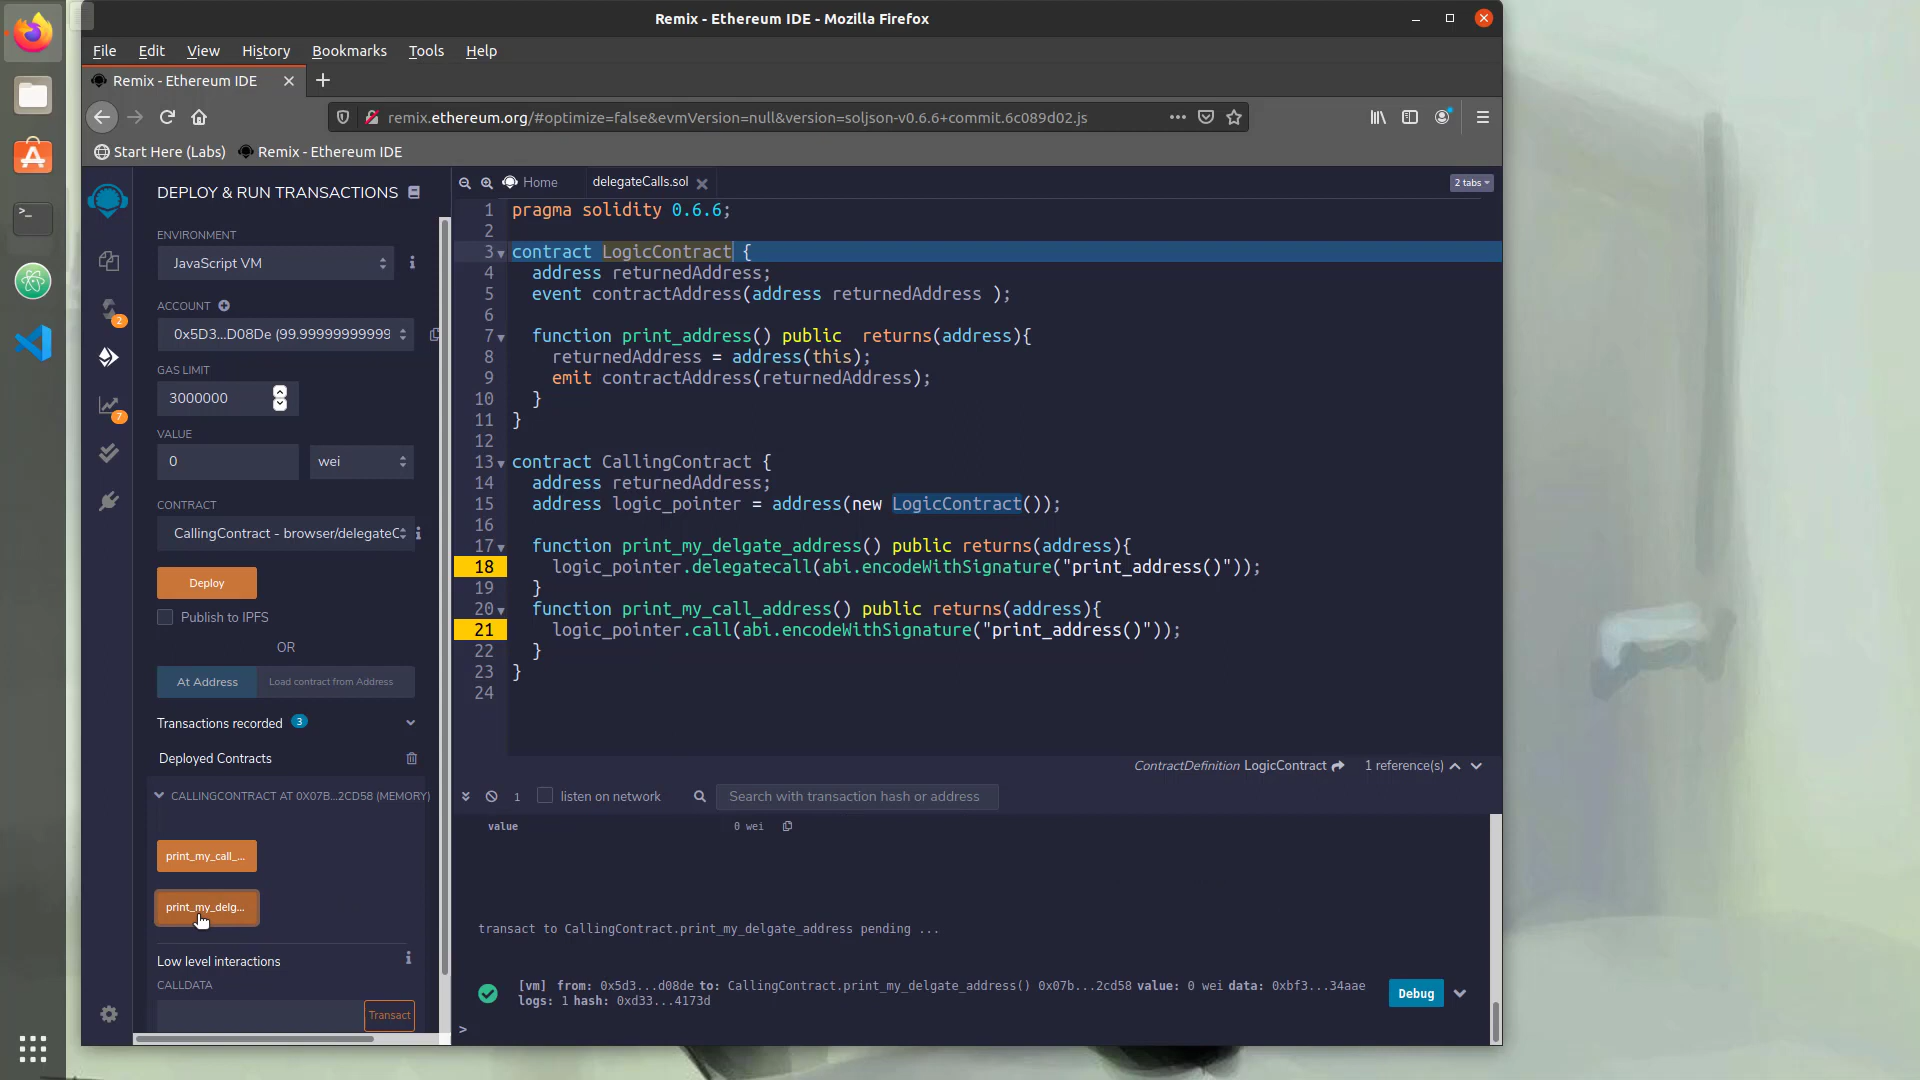 Remix - Ethereum IDE - Mozilla Firefox
File Edit View History Bookmarks Tools Help
Remix - Ethereum IDE
remix.ethereum.org/#optimize=false&evmVersion=null&version=soljson-v0.6.6+commit.6c089d02.js
Start Here (Labs) Remix - Ethereum IDE
DEPLOY & RUN TRANSACTIONS
ENVIRONMENT
JavaScript VM
ACCOUNT
0x5D3...D08De (99.99999999999
GAS LIMIT
3000000
VALUE
0 wei
CONTRACT
CallingContract - browser/delegateC
Deploy
Publish to IPFS
OR
At Address Load contract from Address
Transactions recorded 3
Deployed Contracts
CALLINGCONTRACT AT 0X07B...2CD58 (MEMORY)
print_my_call_...
print_my_delg...
Low level interactions
CALLDATA
Transact
2
7
Home delegateCalls.sol 2 tabs
1 pragma solidity 0.6.6;
2
3 contract LogicContract {
4 address returnedAddress;
5 event contractAddress(address returnedAddress );
6
7 function print_address() public  returns(address){
8 returnedAddress = address(this);
9 emit contractAddress(returnedAddress);
10 }
11 }
12
13 contract CallingContract {
14 address returnedAddress;
15 address logic_pointer = address(new LogicContract());
16
17 function print_my_delgate_address() public returns(address){
18 logic_pointer.delegatecall(abi.encodeWithSignature("print_address()"));
19 }
20 function print_my_call_address() public returns(address){
21 logic_pointer.call(abi.encodeWithSignature("print_address()"));
22 }
23 }
24
ContractDefinition LogicContract 1 reference(s)
1 listen on network Search with transaction hash or address
value 0 wei
transact to CallingContract.print_my_delgate_address pending ...
[vm] from: 0x5d3...d08de to: CallingContract.print_my_delgate_address() 0x07b...2cd58 value: 0 wei data: 0xbf3...34aae
logs: 1 hash: 0xd33...4173d
Debug
>